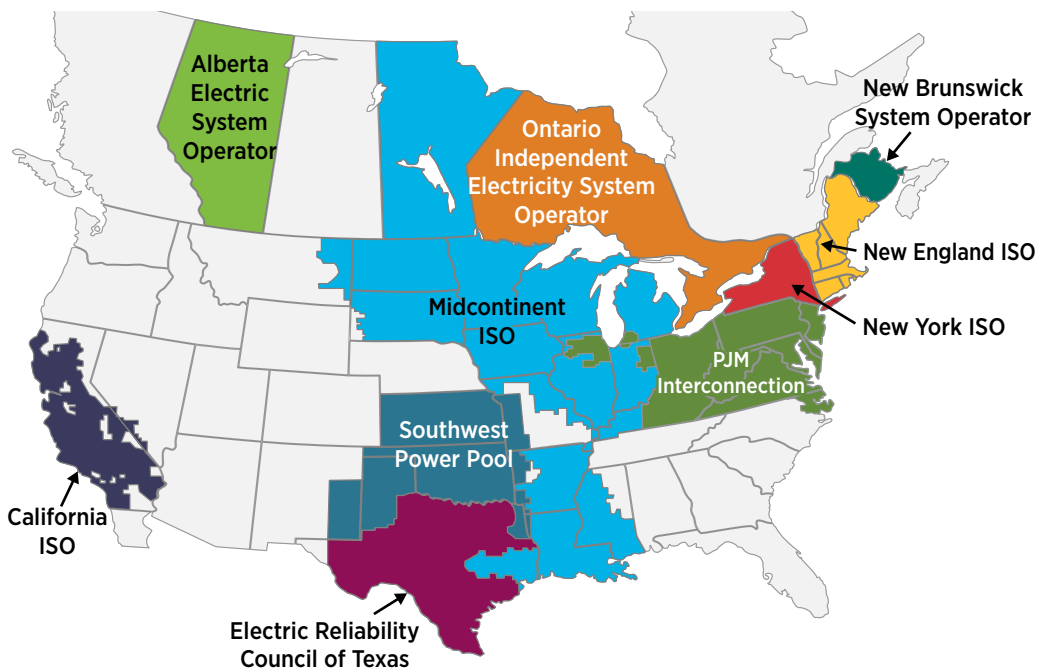 Alberta
Electric
System
Operator
New Brunswick
System Operator
Ontario
Independent
Electricity System
Operator
New England ISO
Midcontinent
ISO
New York ISO
PJM
Interconnection
Southwest
Power Pool
California
ISO
Electric Reliability
Council of Texas